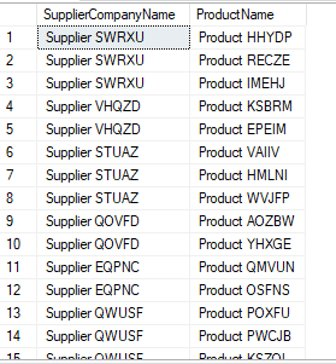 SupplierCompanyName ProductName
1 Supplier SWRXU Product HHYDP
2 Supplier SWRXU Product RECZE
3 Supplier SWRXU Product IMEHJ
4 Supplier VHQZD Product KSBRM
5 Supplier VHQZD Product EPEIM
6 Supplier STUAZ Product VAIIV
7 Supplier STUAZ Product HMLNI
8 Supplier STUAZ Product WVJFP
9 Supplier QOVFD Product AOZBW
10 Supplier QOVFD Product YHXGE
11 Supplier EQPNC Product QMVUN
12 Supplier EQPNC Product OSFNS
13 Supplier QWUSF Product POXFU
14 Supplier QWUSF Product PWCJB
15 Supplier QWUSF Product